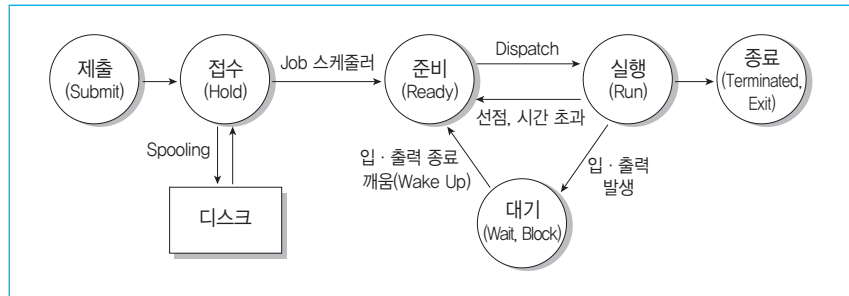 제출
(Submit)
접수
(Hold)
Job 스케줄러
준비
(Ready)
Dispatch
실행
(Run)
종료
(Terminated,
Exit)
선점, 시간 초과
Spooling
디스크
입·출력 종료
깨움(Wake Up)
입·출력
발생
대기
(Wait, Block)